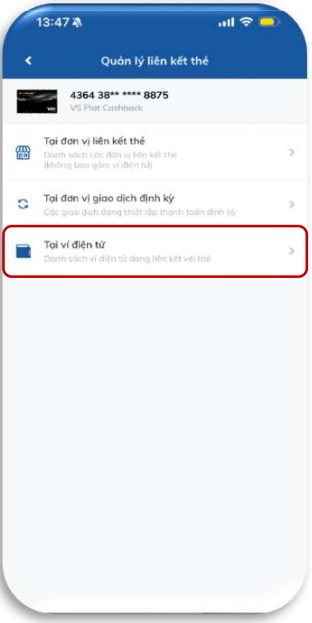 13:47
Quản lý liên kết thẻ
4364 38** **** 8875
VS Plat Cashback
Tại đơn vị liên kết thẻ
Danh sách các đơn vị liên kết thẻ
(không bao gồm ví điện tử)
Tại đơn vị giao dịch định kỳ
Các giao dịch đang thiết lập thanh toán định kỳ
Tại ví điện tử
Danh sách ví điện tử đang liên kết với thẻ